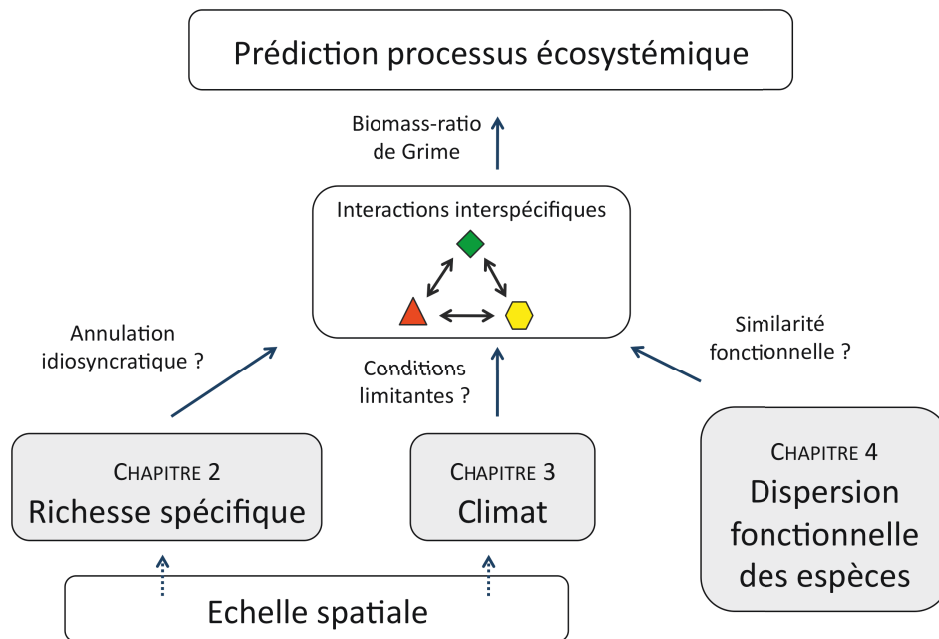 Prédiction processus écosystémique
Biomass-ratio
de Grime
Interactions interspécifiques
Annulation
idiosyncratique ?
Conditions
limitantes ?
Similarité
fonctionnelle ?
CHAPITRE 2
Richesse spécifique
CHAPITRE 3
Climat
CHAPITRE 4
Dispersion
fonctionnelle
des espèces
Echelle spatiale